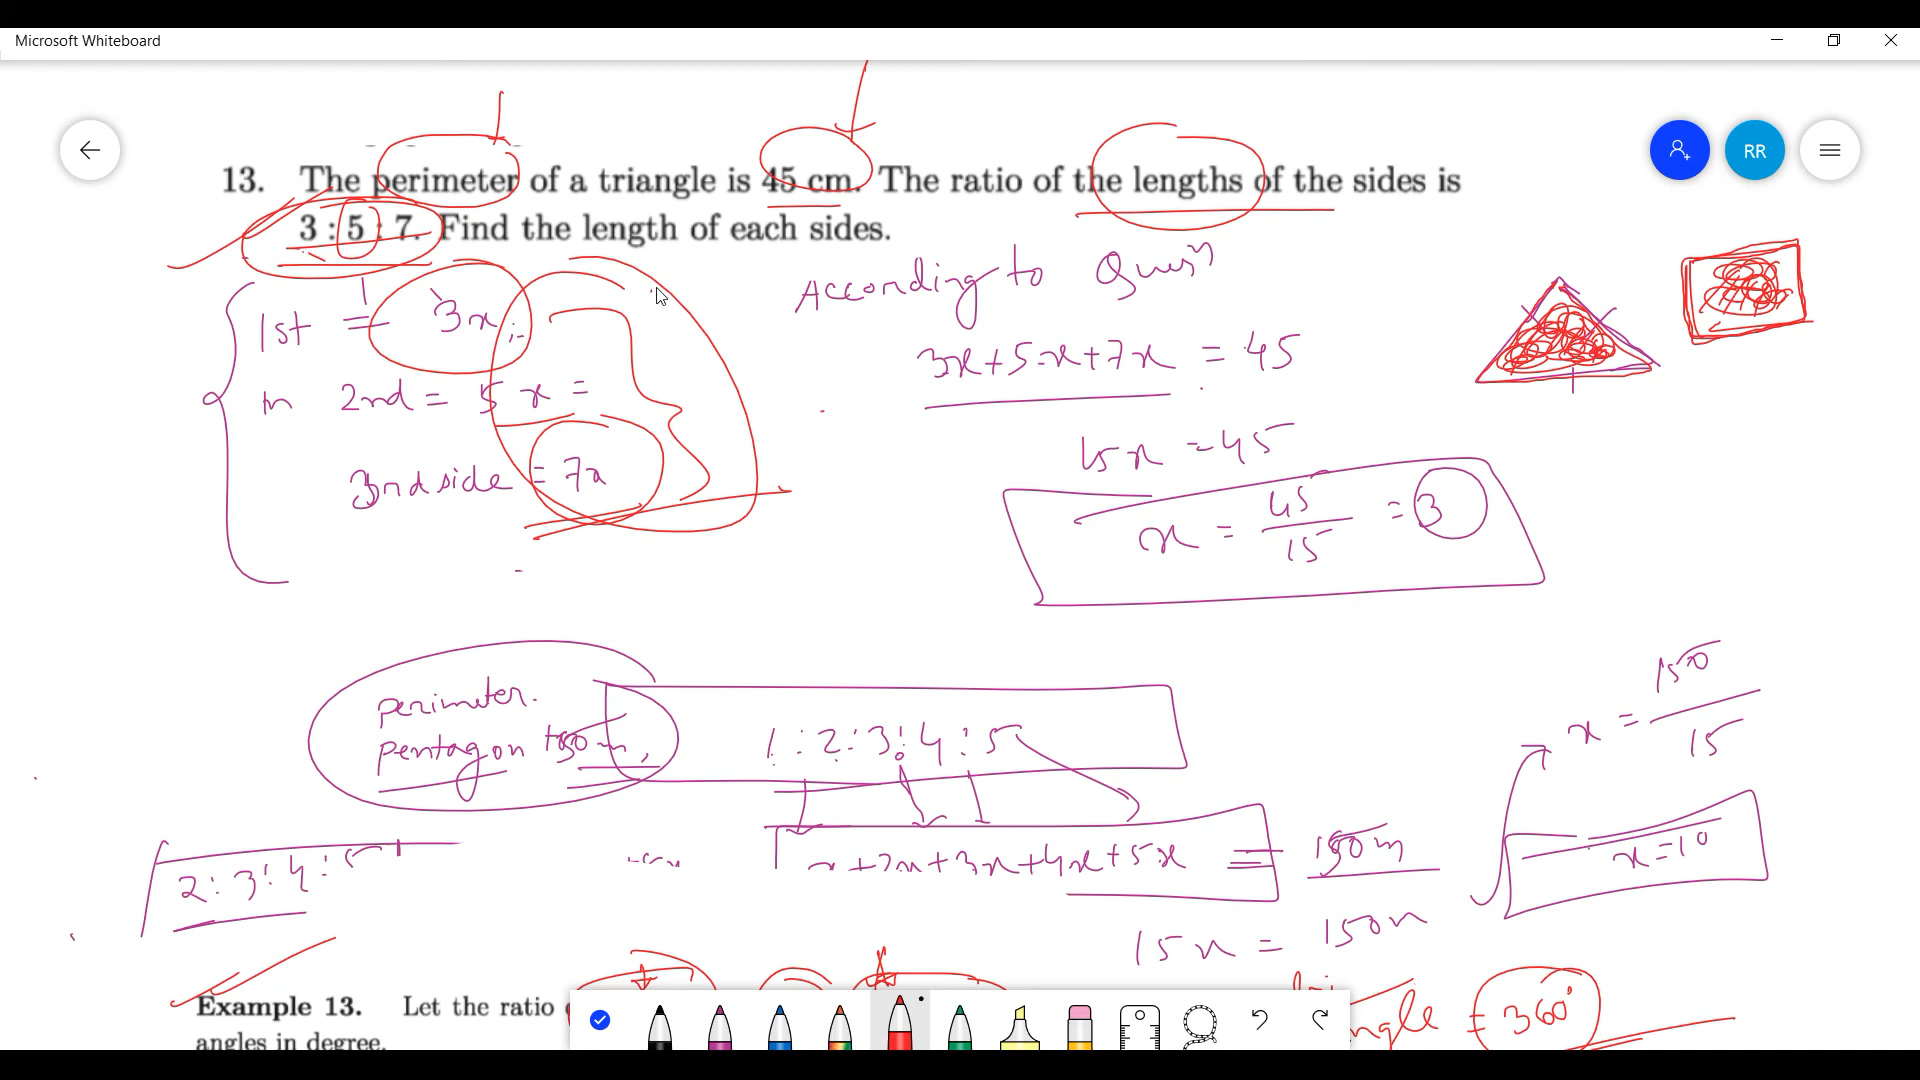 Microsoft Whiteboard
13. The perimeter of a triangle is 45 cm. The ratio of the lengths of the sides is
3 : 5 : 7. Find the length of each sides.
RR
According to
1st = 3x
2nd = 5x =
3rd side = 7x
3x+5x+7x = 45
15x = 45
x = 45/15 = 3
perimeter.
pentagon 150 m,
1 : 2 : 3 : 4 : 5
x = 150/15
x = 10
2 : 3 : 4 : 5
x + 2x + 3x + 4x + 5x = 150m
15x = 150m
Example 13. Let the ratio
angles in degree.
ngle = 360°